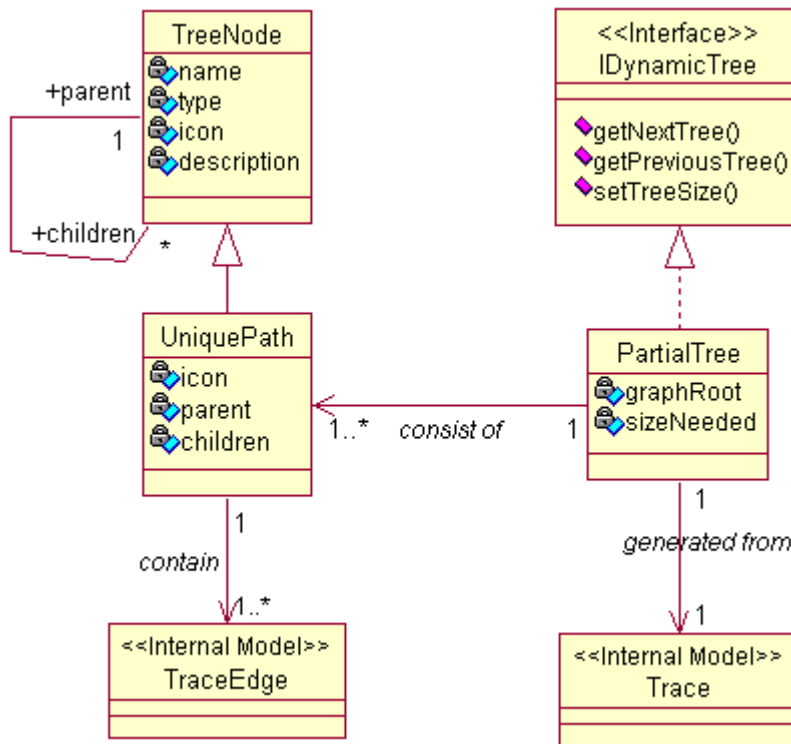 TreeNode
name
type
icon
description
+parent
1
+children
*
<<Interface>>
IDynamicTree
getNextTree()
getPreviousTree()
setTreeSize()
UniquePath
icon
parent
children
PartialTree
graphRoot
sizeNeeded
1..*
consist of
1
1
contain
1..*
1
generated from
1
<<Internal Model>>
TraceEdge
<<Internal Model>>
Trace